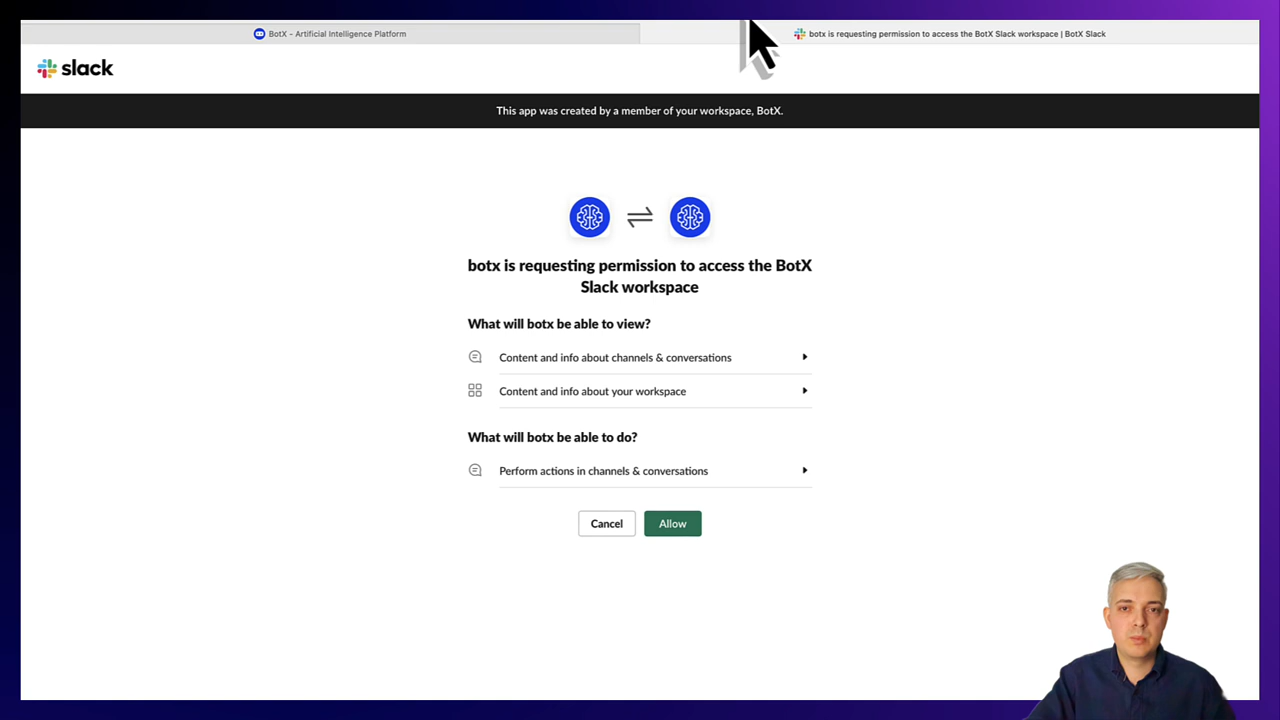 BotX - Artificial Intelligence Platform
botx is requesting permission to access the BotX Slack workspace | BotX Slack
slack
This app was created by a member of your workspace, BotX.
botx is requesting permission to access the BotX
Slack workspace
What will botx be able to view?
Content and info about channels & conversations
Content and info about your workspace
What will botx be able to do?
Perform actions in channels & conversations
Cancel
Allow